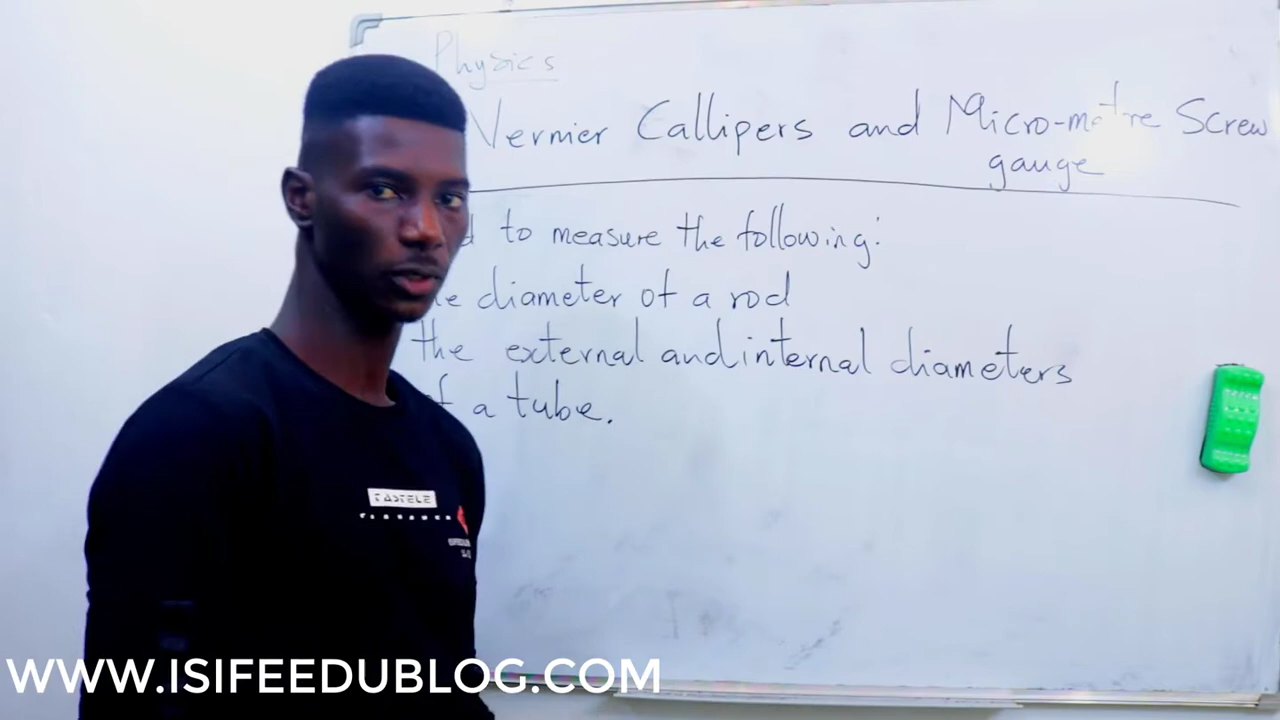 Physics
Vernier Callipers and Micro-metre Screw
gauge
to measure the following:
diameter of a rod
the external and internal diameters
a tube.
TASTELE
WWW.ISIFEEDUBLOG.COM